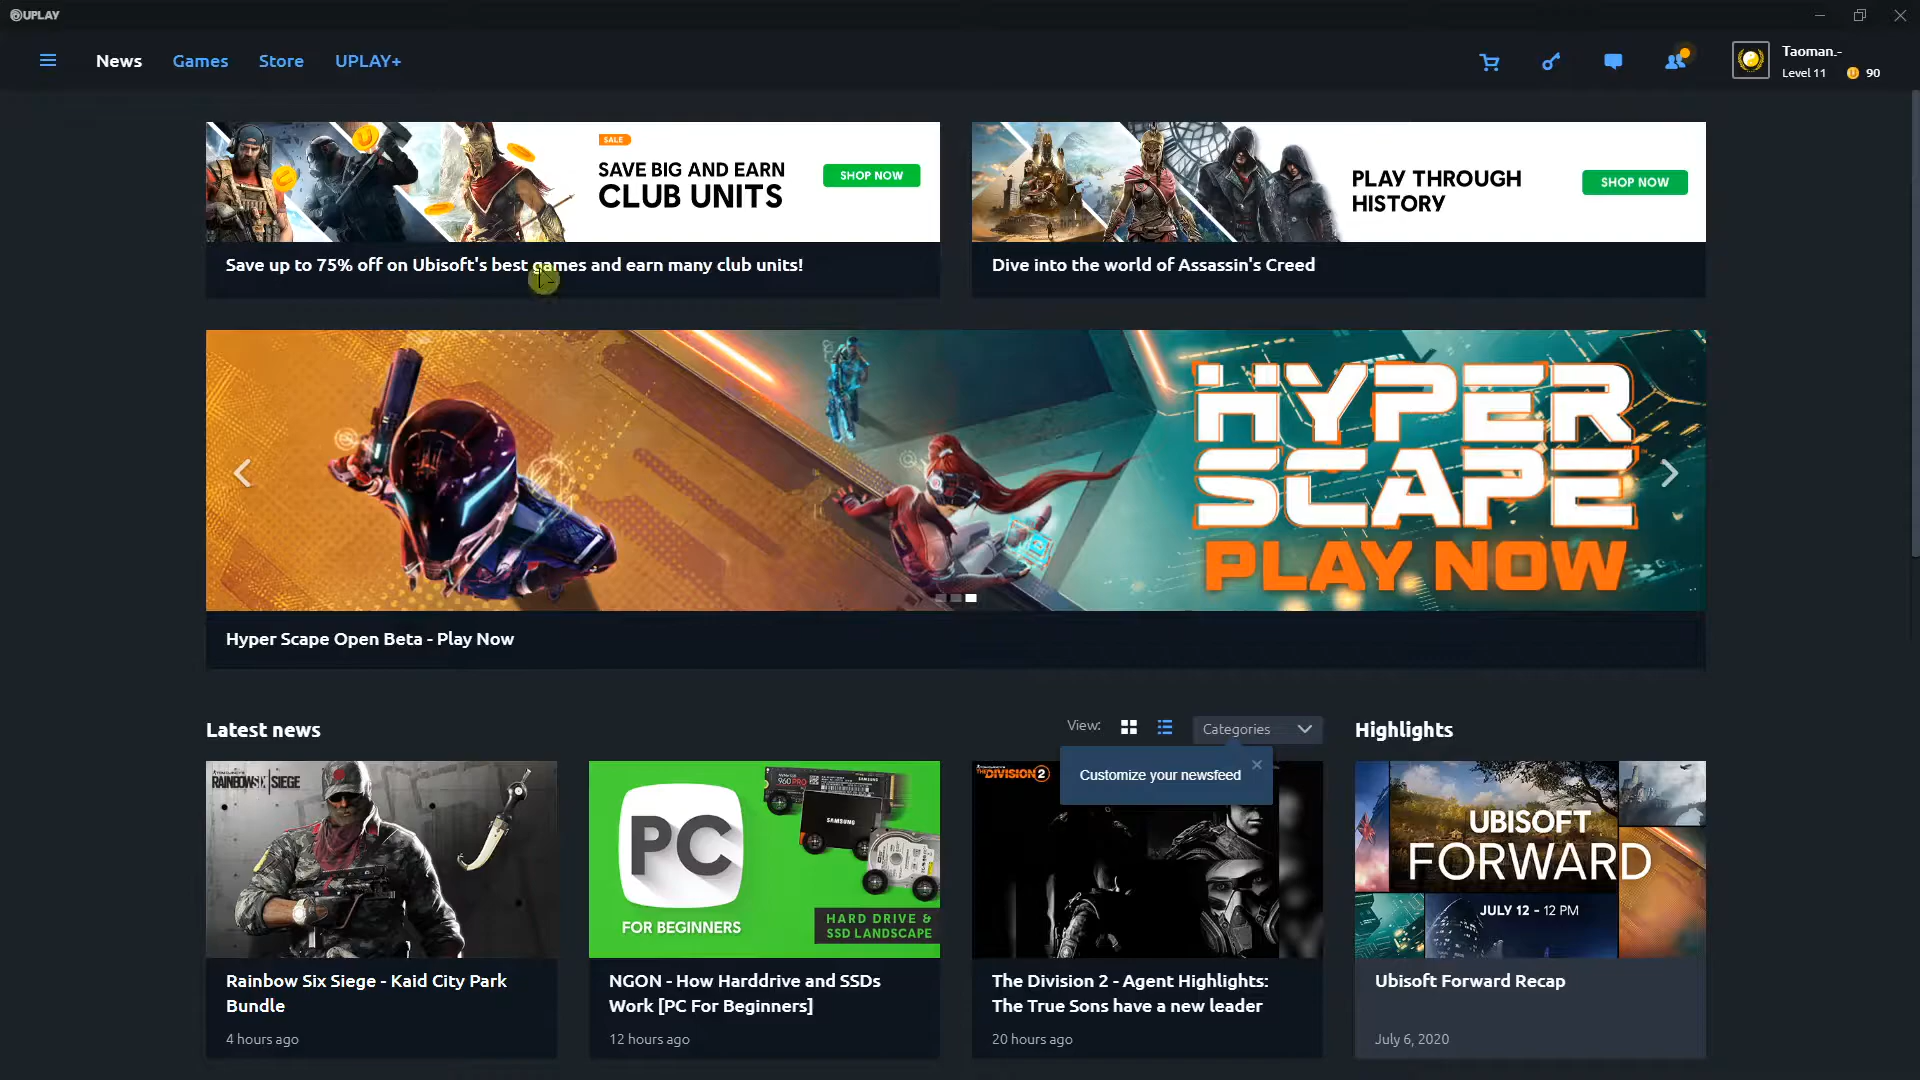 UPLAY
News
Games
Store
UPLAY+
Taoman.-
Level 11
90
SALE
SAVE BIG AND EARN
CLUB UNITS
SHOP NOW
Save up to 75% off on Ubisoft's best games and earn many club units!
PLAY THROUGH
HISTORY
SHOP NOW
Dive into the world of Assassin's Creed
HYPER
SCAPE
PLAY NOW
Hyper Scape Open Beta - Play Now
Latest news
View:
Categories
Customize your newsfeed
Highlights
RAINBOW SIX | SIEGE
Rainbow Six Siege - Kaid City Park
Bundle
4 hours ago
960 PRO
SAMSUNG
PC
FOR BEGINNERS
HARD DRIVE &
SSD LANDSCAPE
NGON - How Harddrive and SSDs
Work [PC For Beginners]
12 hours ago
THE DIVISION 2
The Division 2 - Agent Highlights:
The True Sons have a new leader
20 hours ago
UBISOFT
FORWARD
JULY 12 - 12 PM
Ubisoft Forward Recap
July 6, 2020